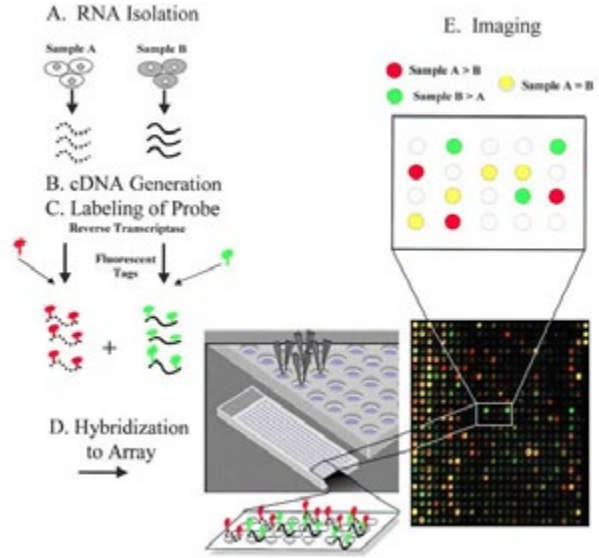 A. RNA Isolation
Sample A
Sample B
B. cDNA Generation
C. Labeling of Probe
Reverse Transcriptase
Fluorescent
Tags
+
D. Hybridization
to Array
E. Imaging
Sample A > B
Sample A = B
Sample B > A